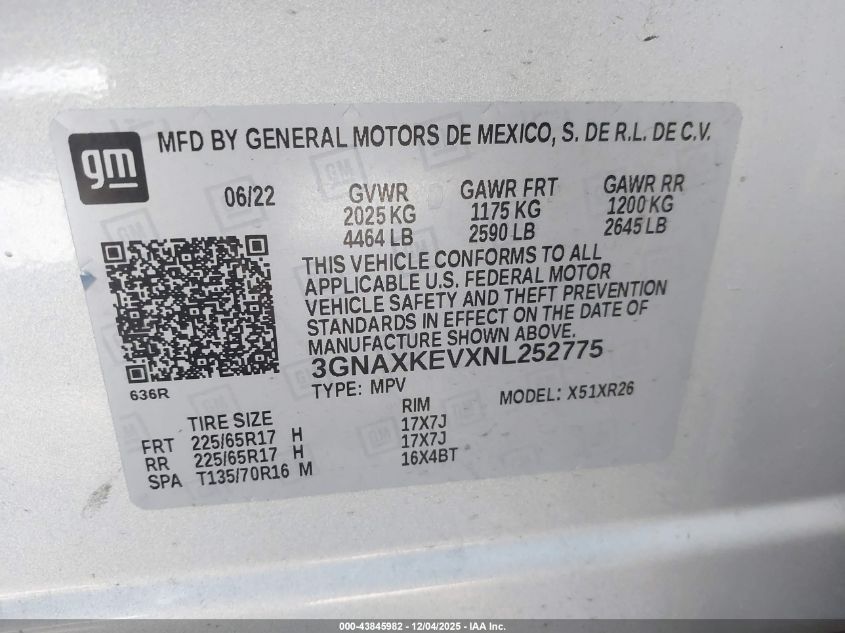 gm
MFD BY GENERAL MOTORS DE MEXICO, S. DE R.L. DE C.V.
06/22 GVWR GAWR FRT GAWR RR
2025 KG 1175 KG 1200 KG
4464 LB 2590 LB 2645 LB
THIS VEHICLE CONFORMS TO ALL
APPLICABLE U.S. FEDERAL MOTOR
VEHICLE SAFETY AND THEFT PREVENTION
STANDARDS IN EFFECT ON THE DATE OF
MANUFACTURE SHOWN ABOVE.
3GNAXKEVXNL252775
636R
TYPE: MPV MODEL: X51XR26
TIRE SIZE RIM
FRT 225/65R17 H 17X7J
RR 225/65R17 H 17X7J
SPA T135/70R16 M 16X4BT
000-43845982 - 12/04/2025 - IAA Inc.